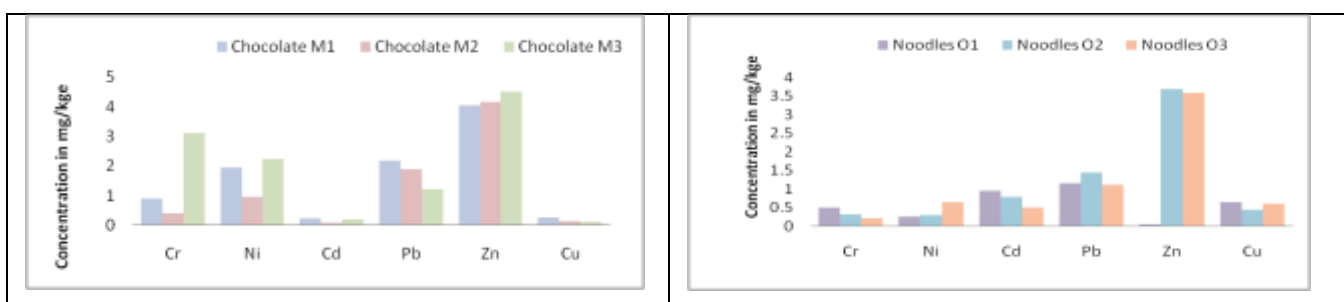 Chocolate M1 Chocolate M2 Chocolate M3
Concentration in mg/kge
5
4
3
2
1
0
Cr Ni Cd Pb Zn Cu
Noodles O1 Noodles O2 Noodles O3
Concentration in mg/kge
4
3.5
3
2.5
2
1.5
1
0.5
0
Cr Ni Cd Pb Zn Cu